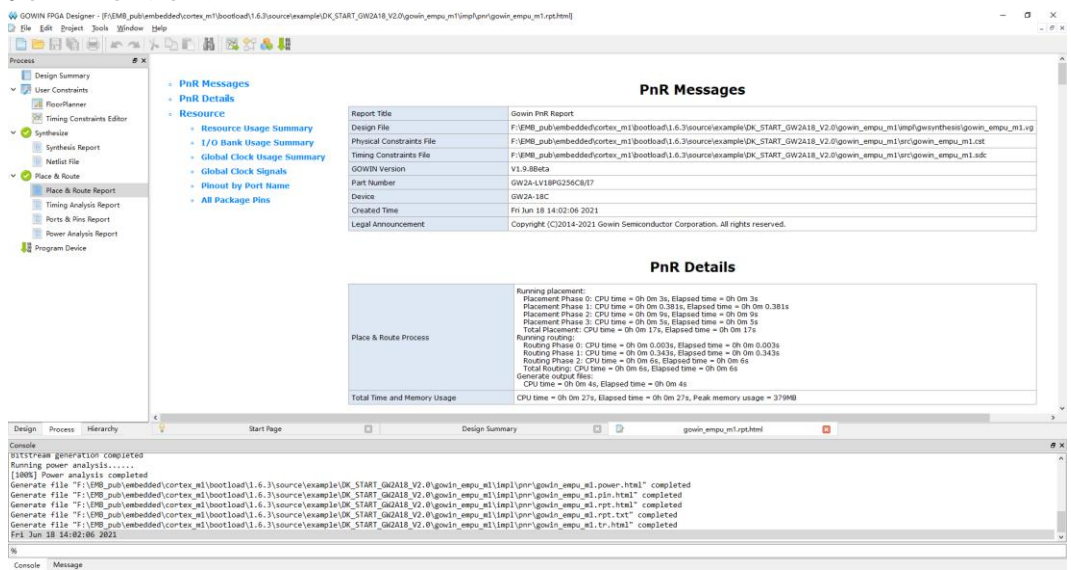 GOWIN FPGA Designer - [F:\EMB_pub\embedded\cortex_m1\bootload\1.6.3\source\example\DK_START_GW2A18_V2.0\gowin_empu_m1\impl\pnr\gowin_empu_m1.rpt.html]
File Edit Project Tools Window Help
Process
Design Summary
User Constraints
FloorPlanner
Timing Constraints Editor
Synthesize
Synthesis Report
Netlist File
Place & Route
Place & Route Report
Timing Analysis Report
Ports & Pins Report
Power Analysis Report
Program Device
Design Process Hierarchy
PnR Messages
PnR Details
Resource
Resource Usage Summary
I/O Bank Usage Summary
Global Clock Usage Summary
Global Clock Signals
Pinout by Port Name
All Package Pins
PnR Messages
Report Title Gowin PnR Report
Design File F:\EMB_pub\embedded\cortex_m1\bootload\1.6.3\source\example\DK_START_GW2A18_V2.0\gowin_empu_m1\impl\gwsynthesis\gowin_empu_m1.vg
Physical Constraints File F:\EMB_pub\embedded\cortex_m1\bootload\1.6.3\source\example\DK_START_GW2A18_V2.0\gowin_empu_m1\src\gowin_empu_m1.cst
Timing Constraints File F:\EMB_pub\embedded\cortex_m1\bootload\1.6.3\source\example\DK_START_GW2A18_V2.0\gowin_empu_m1\src\gowin_empu_m1.sdc
GOWIN Version V1.9.8Beta
Part Number GW2A-LV18PG256C8/I7
Device GW2A-18C
Created Time Fri Jun 18 14:02:06 2021
Legal Announcement Copyright (C)2014-2021 Gowin Semiconductor Corporation. All rights reserved.
PnR Details
Place & Route Process
Running placement:
Placement Phase 0: CPU time = 0h 0m 3s, Elapsed time = 0h 0m 3s
Placement Phase 1: CPU time = 0h 0m 0.381s, Elapsed time = 0h 0m 0.381s
Placement Phase 2: CPU time = 0h 0m 9s, Elapsed time = 0h 0m 9s
Placement Phase 3: CPU time = 0h 0m 5s, Elapsed time = 0h 0m 5s
Total Placement: CPU time = 0h 0m 17s, Elapsed time = 0h 0m 17s
Running routing:
Routing Phase 0: CPU time = 0h 0m 0.003s, Elapsed time = 0h 0m 0.003s
Routing Phase 1: CPU time = 0h 0m 0.343s, Elapsed time = 0h 0m 0.343s
Routing Phase 2: CPU time = 0h 0m 6s, Elapsed time = 0h 0m 6s
Total Routing: CPU time = 0h 0m 6s, Elapsed time = 0h 0m 6s
Generate output files:
CPU time = 0h 0m 4s, Elapsed time = 0h 0m 4s
Total Time and Memory Usage CPU time = 0h 0m 27s, Elapsed time = 0h 0m 27s, Peak memory usage = 379MB
Start Page Design Summary gowin_empu_m1.rpt.html
Console
Bitstream generation completed
Running power analysis......
[100%] Power analysis completed
Generate file "F:\EMB_pub\embedded\cortex_m1\bootload\1.6.3\source\example\DK_START_GW2A18_V2.0\gowin_empu_m1\impl\pnr\gowin_empu_m1.power.html" completed
Generate file "F:\EMB_pub\embedded\cortex_m1\bootload\1.6.3\source\example\DK_START_GW2A18_V2.0\gowin_empu_m1\impl\pnr\gowin_empu_m1.pin.html" completed
Generate file "F:\EMB_pub\embedded\cortex_m1\bootload\1.6.3\source\example\DK_START_GW2A18_V2.0\gowin_empu_m1\impl\pnr\gowin_empu_m1.rpt.html" completed
Generate file "F:\EMB_pub\embedded\cortex_m1\bootload\1.6.3\source\example\DK_START_GW2A18_V2.0\gowin_empu_m1\impl\pnr\gowin_empu_m1.rpt.txt" completed
Generate file "F:\EMB_pub\embedded\cortex_m1\bootload\1.6.3\source\example\DK_START_GW2A18_V2.0\gowin_empu_m1\impl\pnr\gowin_empu_m1.tr.html" completed
Fri Jun 18 14:02:06 2021
%
Console Message